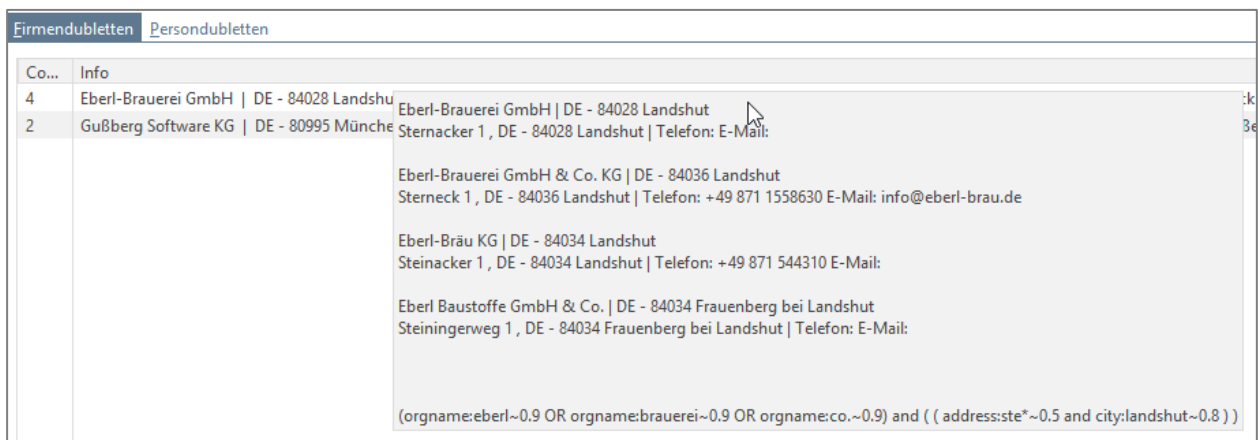 Firmendubletten Persondubletten
Co... Info
4 Eberl-Brauerei GmbH | DE - 84028 Landshu
2 Gußberg Software KG | DE - 80995 Münche
Eberl-Brauerei GmbH | DE - 84028 Landshut
Sternacker 1 , DE - 84028 Landshut | Telefon: E-Mail:
Eberl-Brauerei GmbH & Co. KG | DE - 84036 Landshut
Sterneck 1 , DE - 84036 Landshut | Telefon: +49 871 1558630 E-Mail: info@eberl-brau.de
Eberl-Bräu KG | DE - 84034 Landshut
Steinacker 1 , DE - 84034 Landshut | Telefon: +49 871 544310 E-Mail:
Eberl Baustoffe GmbH & Co. | DE - 84034 Frauenberg bei Landshut
Steiningerweg 1 , DE - 84034 Frauenberg bei Landshut | Telefon: E-Mail:
(orgname:eberl~0.9 OR orgname:brauerei~0.9 OR orgname:co.~0.9) and ( ( address:ste*~0.5 and city:landshut~0.8 ) )